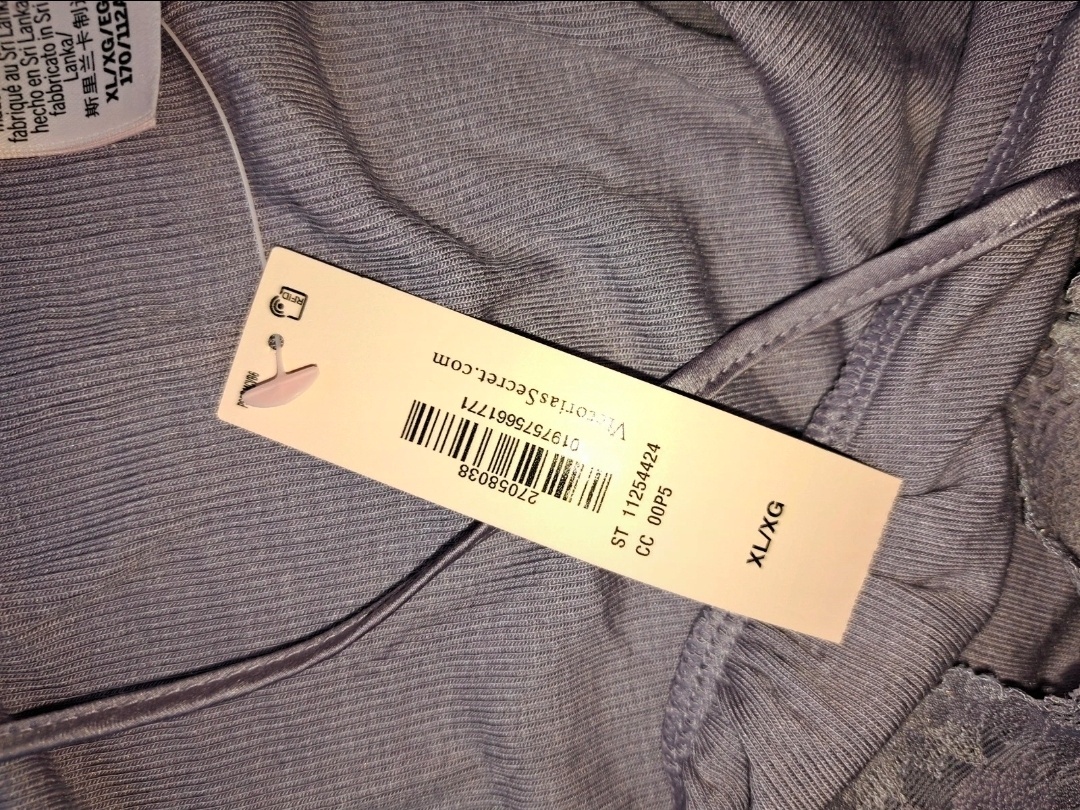 fabriqué au Sri Lanka
hecho en Sri Lanka
fabbricato in Sri
Lanka/
斯里兰卡制造
XL/XG/EG
170/112A
RFID
VictoriasSecret.com
0197575661771
27058038
ST 11254424
CC 00P5
XL/XG